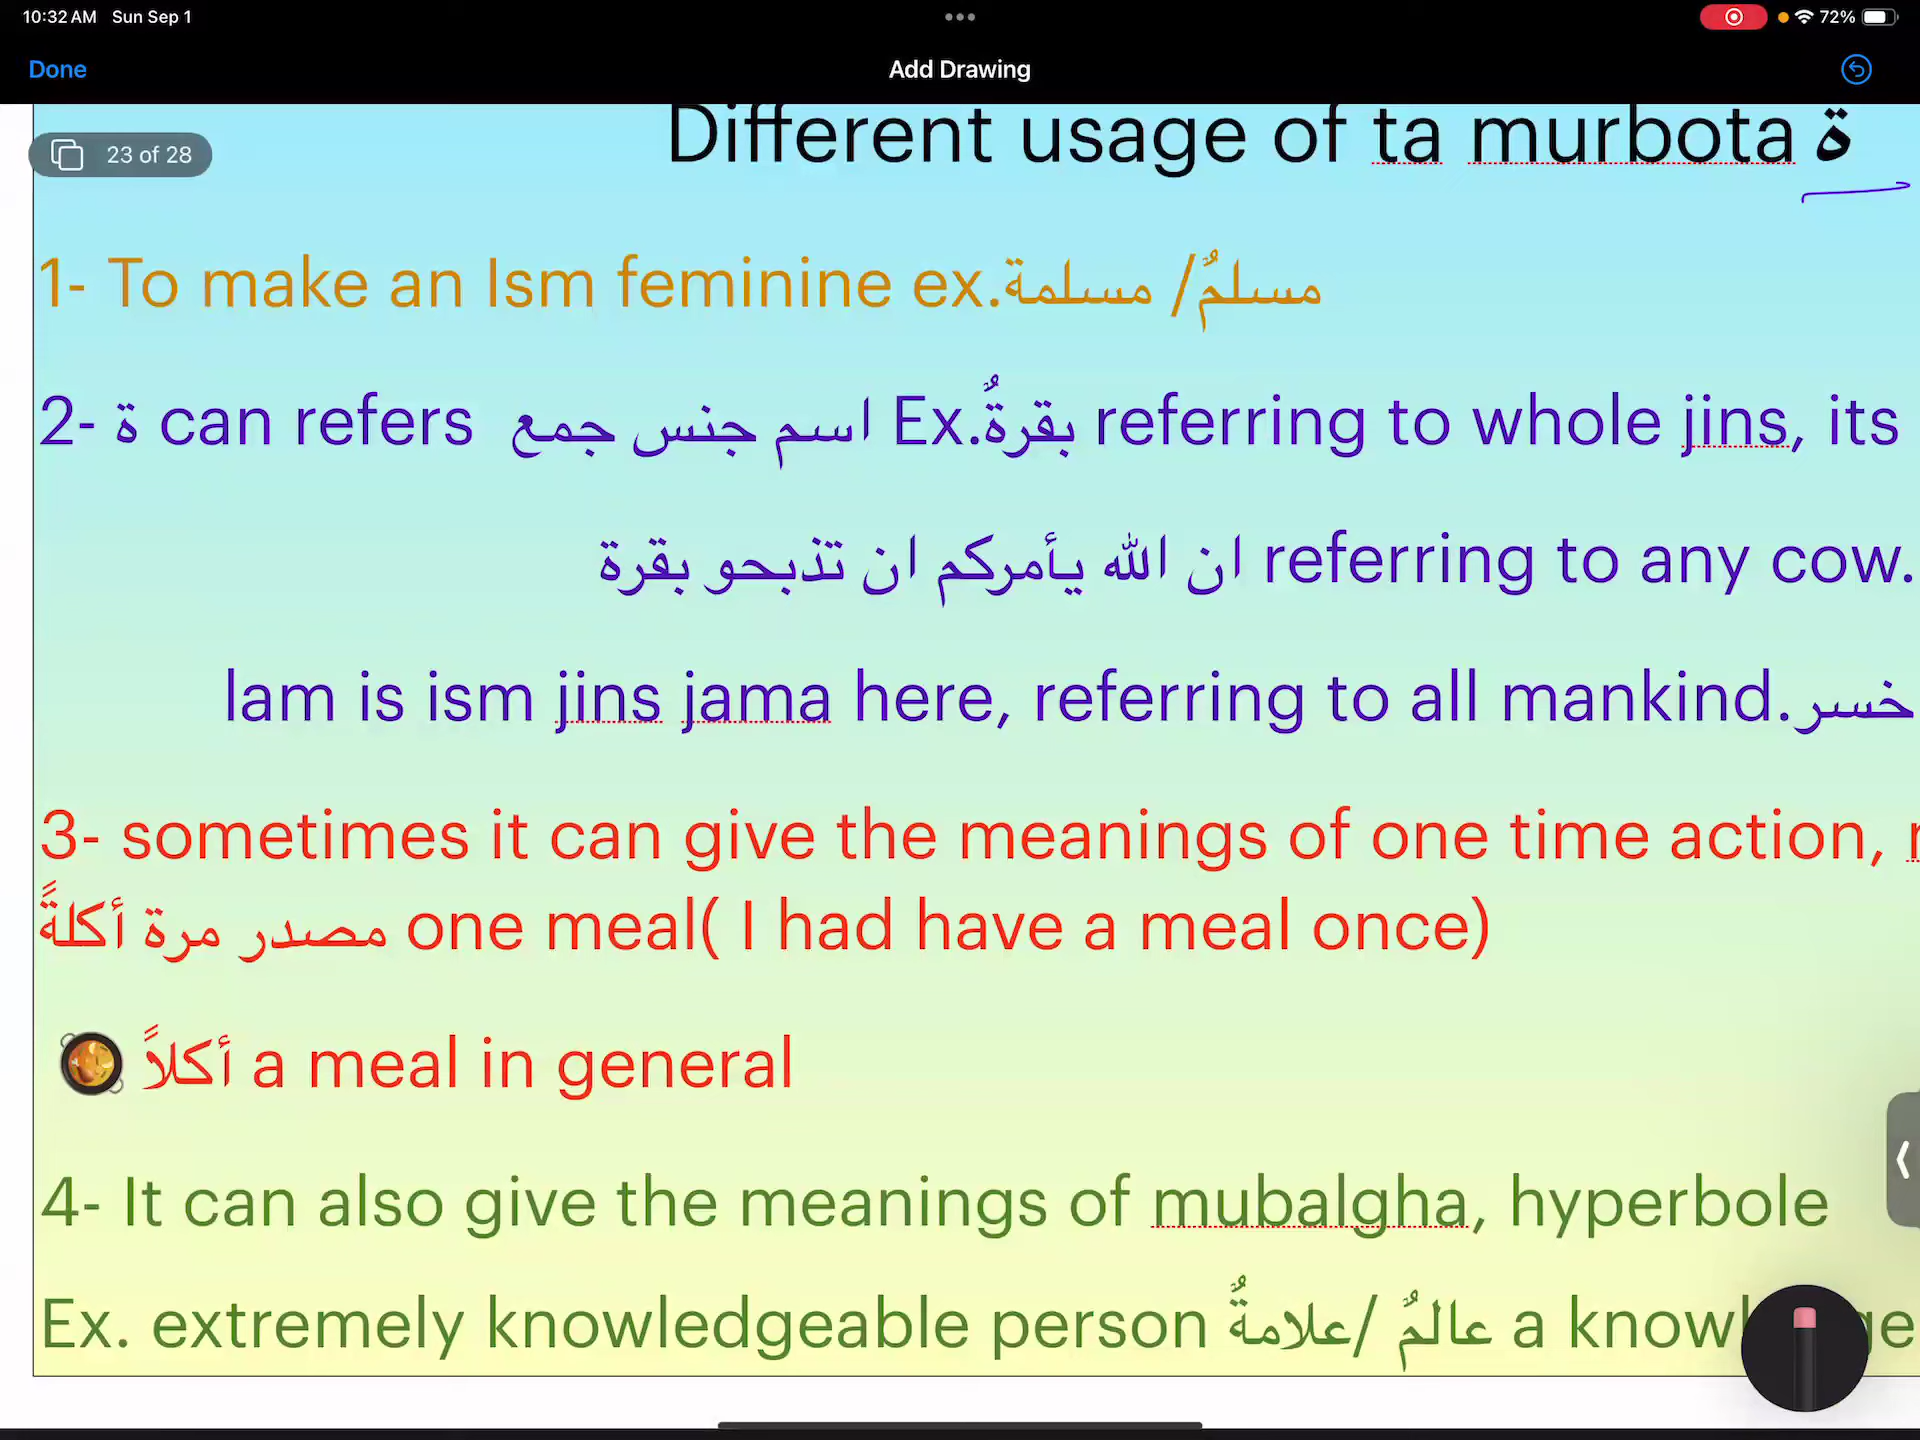 10:32 AM Sun Sep 1
72%
Done
Add Drawing
23 of 28
Different usage of ta murbota ة
1- To make an Ism feminine ex.مسلمٌ/ مسلمة
2- ة can refers اسم جنس جمع Ex.بقرةٌ referring to whole jins, its
ان الله يأمركم ان تذبحو بقرة referring to any cow.
lam is ism jins jama here, referring to all mankind.خسر
3- sometimes it can give the meanings of one time action,
مصدر مرة أكلةً one meal( I had have a meal once)
أكلاً a meal in general
4- It can also give the meanings of mubalgha, hyperbole
Ex. extremely knowledgeable person عالمٌ /علامةٌ a